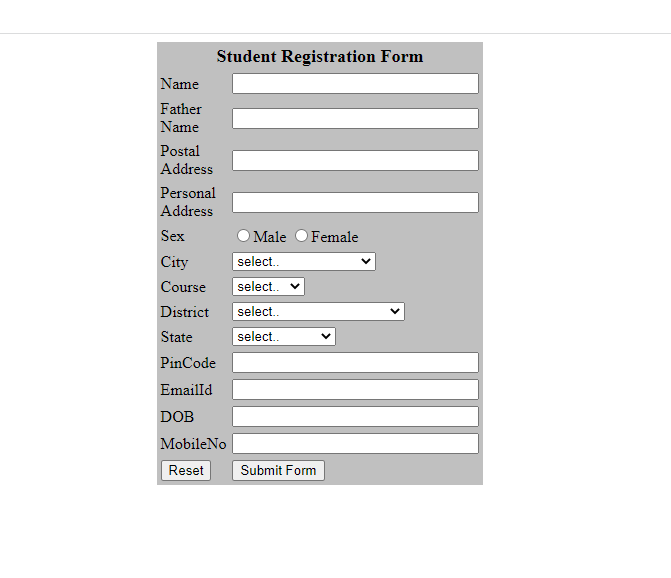 Student Registration Form
Name
Father
Name
Postal
Address
Personal
Address
Sex Male Female
City select..
Course select..
District select..
State select..
PinCode
EmailId
DOB
MobileNo
Reset Submit Form